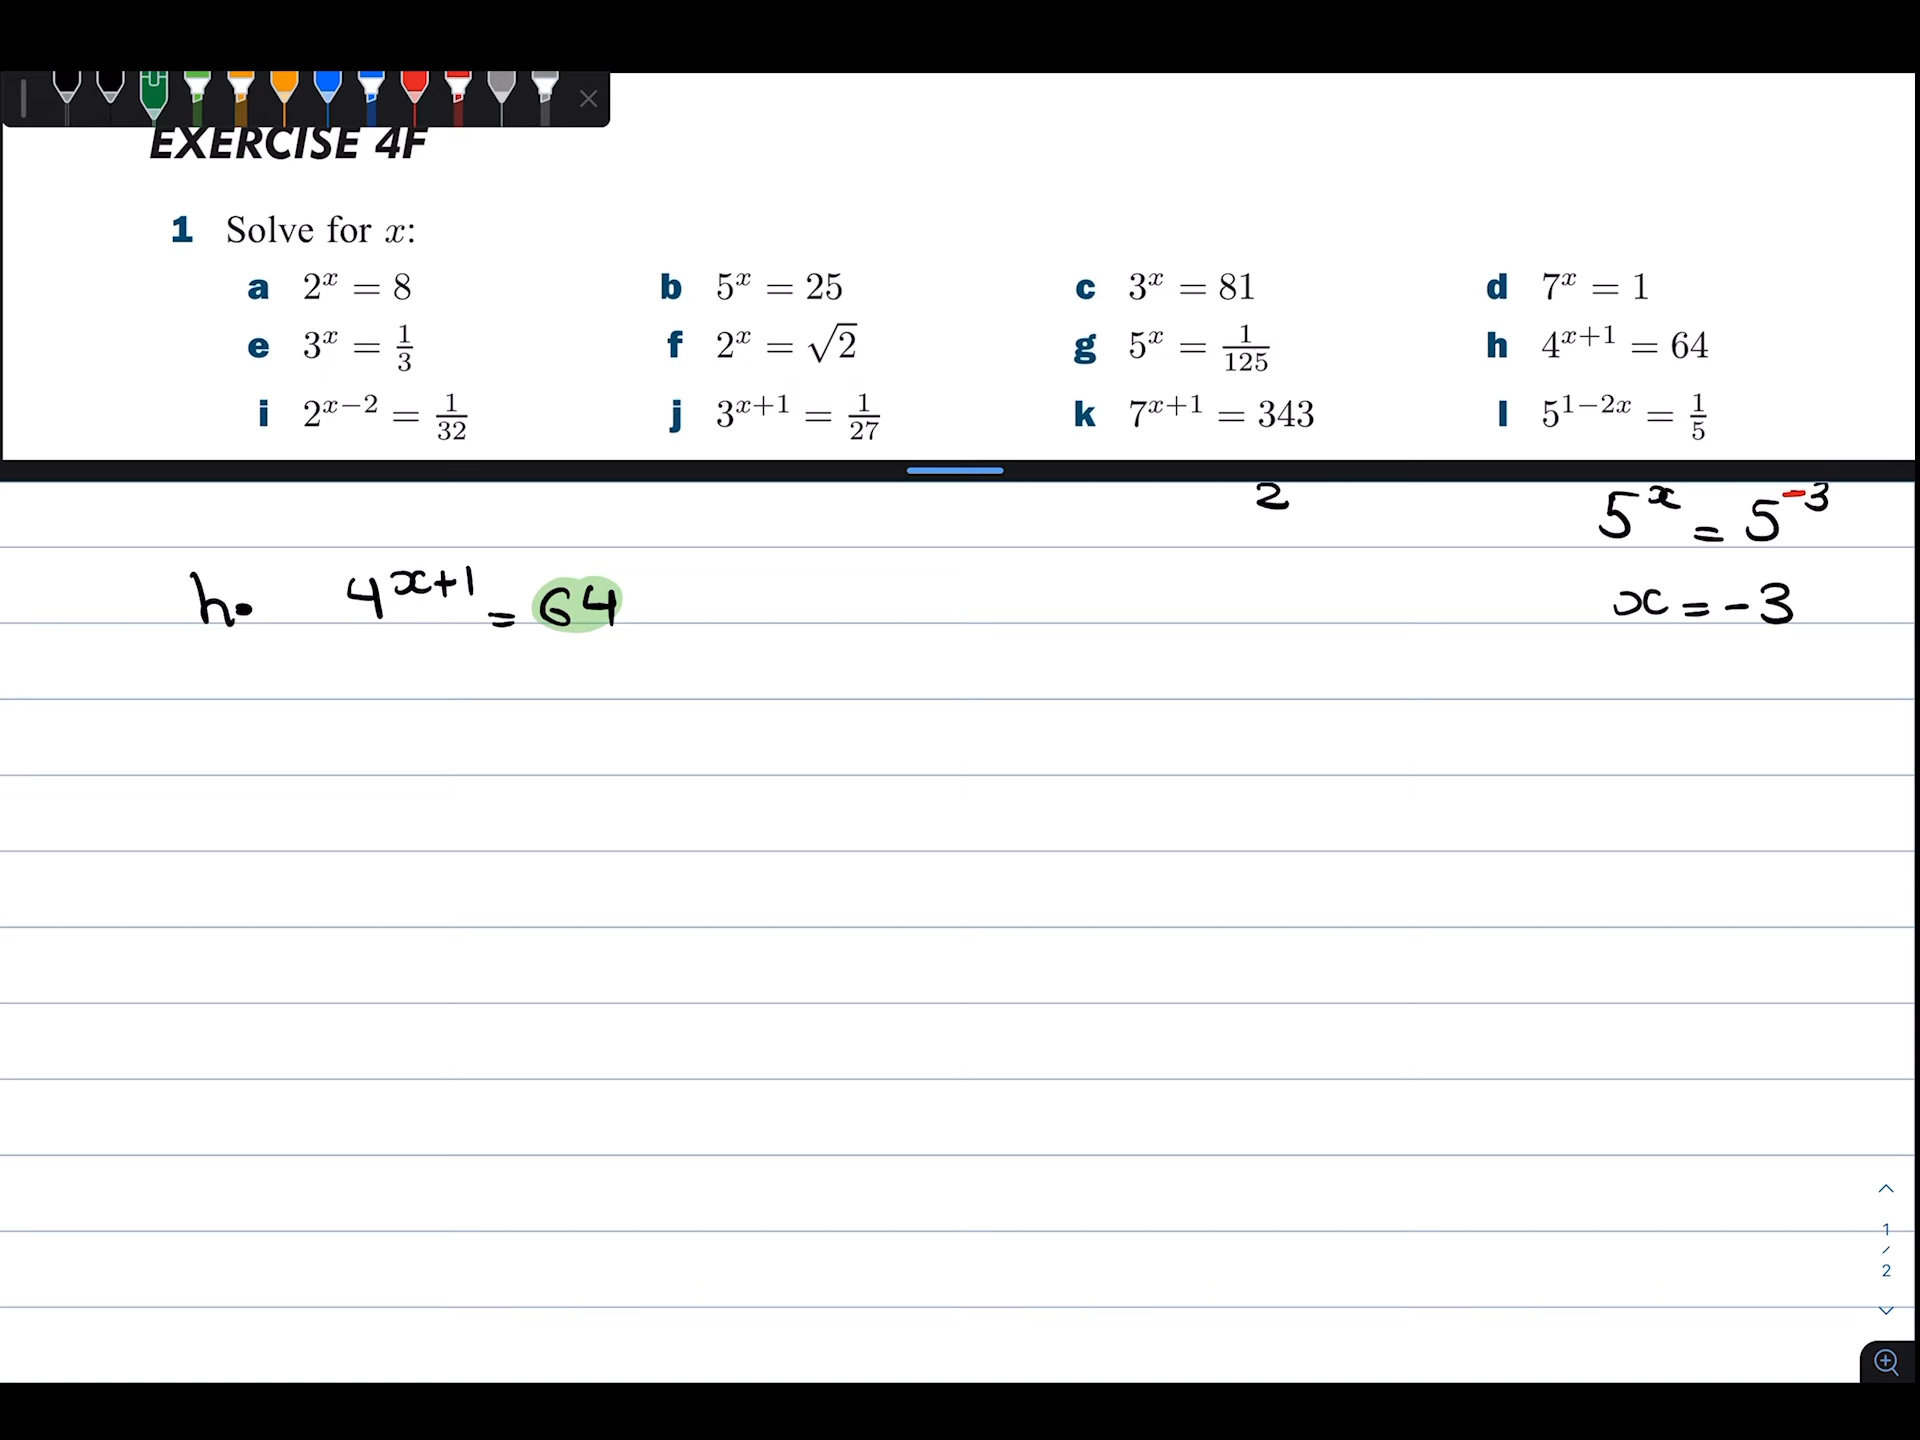 EXERCISE 4F
1 Solve for x:
a 2^x = 8 b 5^x = 25 c 3^x = 81 d 7^x = 1
e 3^x = 1/3 f 2^x = √2 g 5^x = 1/125 h 4^{x+1} = 64
i 2^{x−2} = 1/32 j 3^{x+1} = 1/27 k 7^{x+1} = 343 l 5^{1−2x} = 1/5
2 5^x = 5^{-3}
h. 4^{x+1} = 64 x = -3
1
/
2